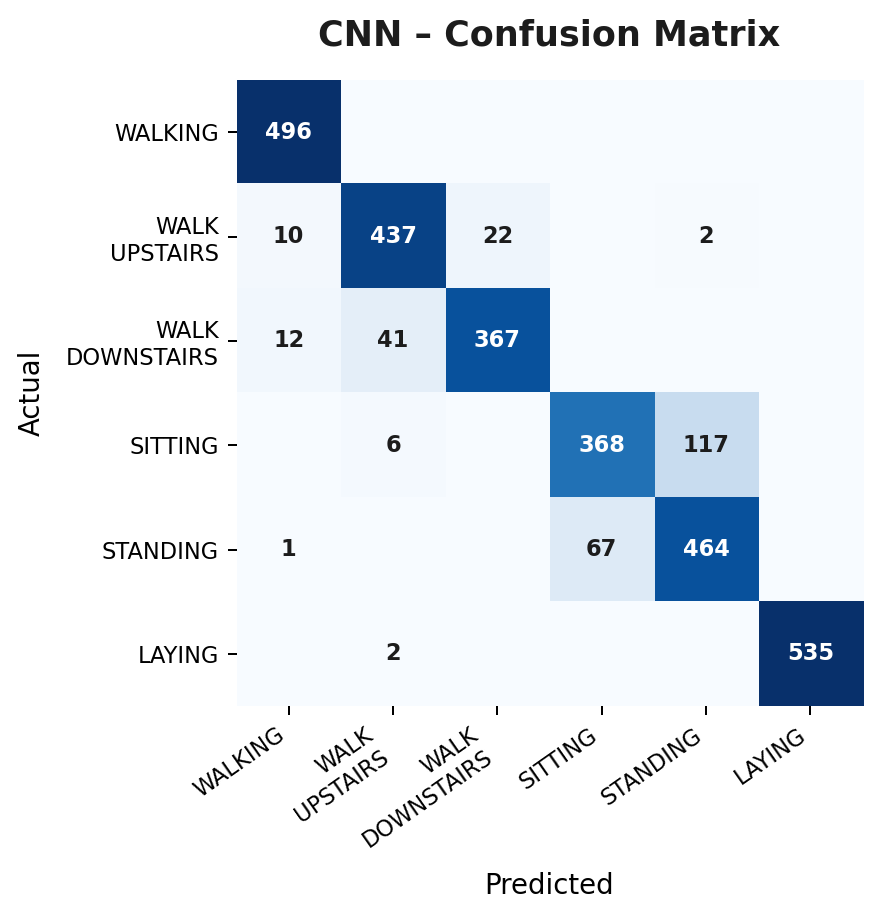 CNN – Confusion Matrix
Actual
WALKING
496
WALK
UPSTAIRS
10 437 22 2
WALK
DOWNSTAIRS
12 41 367
SITTING
6 368 117
STANDING
1 67 464
LAYING
2 535
WALKING
WALK
UPSTAIRS
WALK
DOWNSTAIRS
SITTING
STANDING
LAYING
Predicted